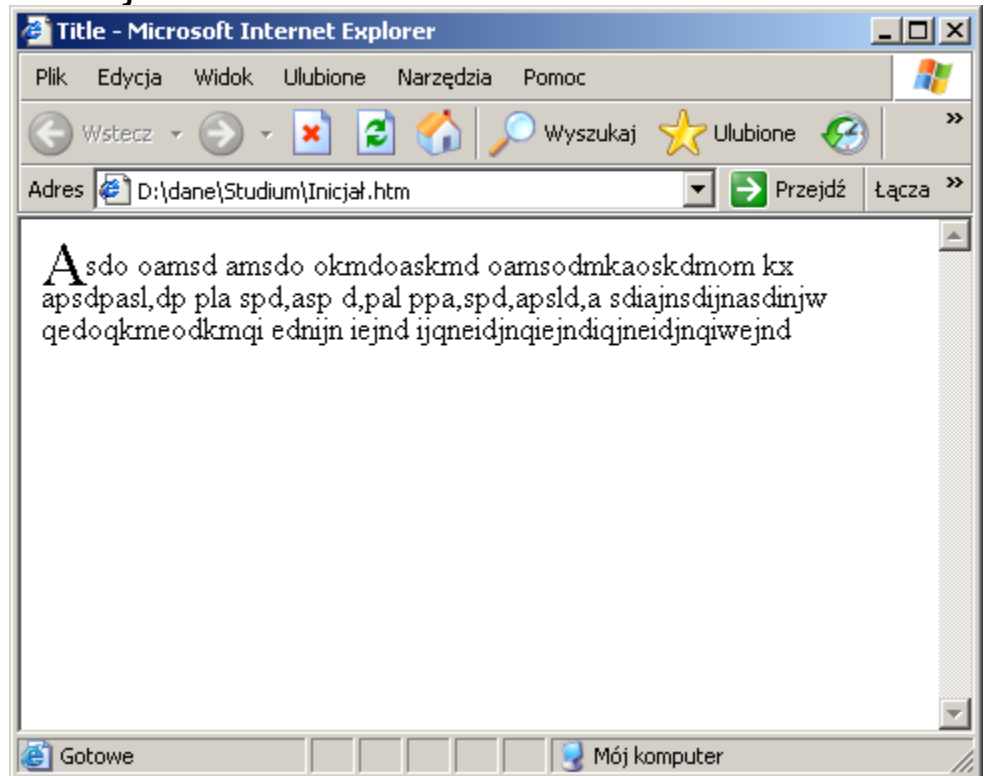 Title - Microsoft Internet Explorer
Plik Edycja Widok Ulubione Narzędzia Pomoc
Wstecz Wyszukaj Ulubione »
Adres D:\dane\Studium\Inicjał.htm Przejdź Łącza »
Asdo oamsd amsdo okmdoaskmd oamsodmkaoskdmom kx
apsdpasl,dp pla spd,asp d,pal ppa,spd,apsld,a sdiajnsdijnasdinjw
qedoqkmeodkmqi ednijn iejnd ijqneidjnqiejndiqjneidjnqiwejnd
Gotowe Mój komputer